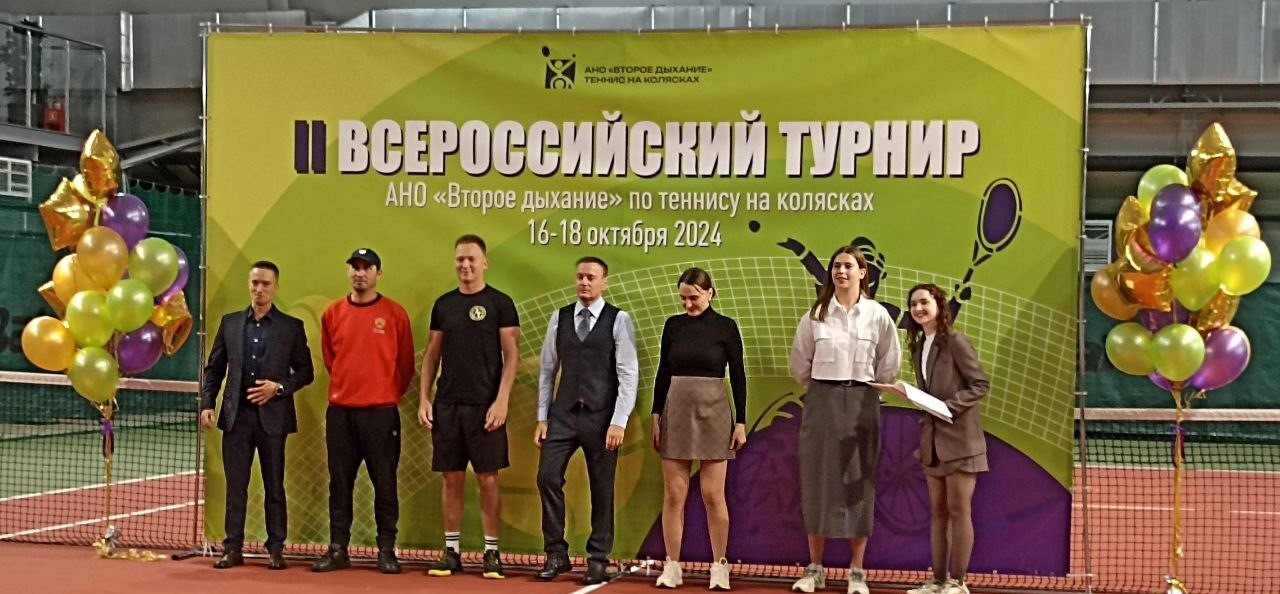 АНО «ВТОРОЕ ДЫХАНИЕ»
ТЕННИС НА КОЛЯСКАХ
II ВСЕРОССИЙСКИЙ ТУРНИР
АНО «Второе дыхание» по теннису на колясках
16-18 октября 2024